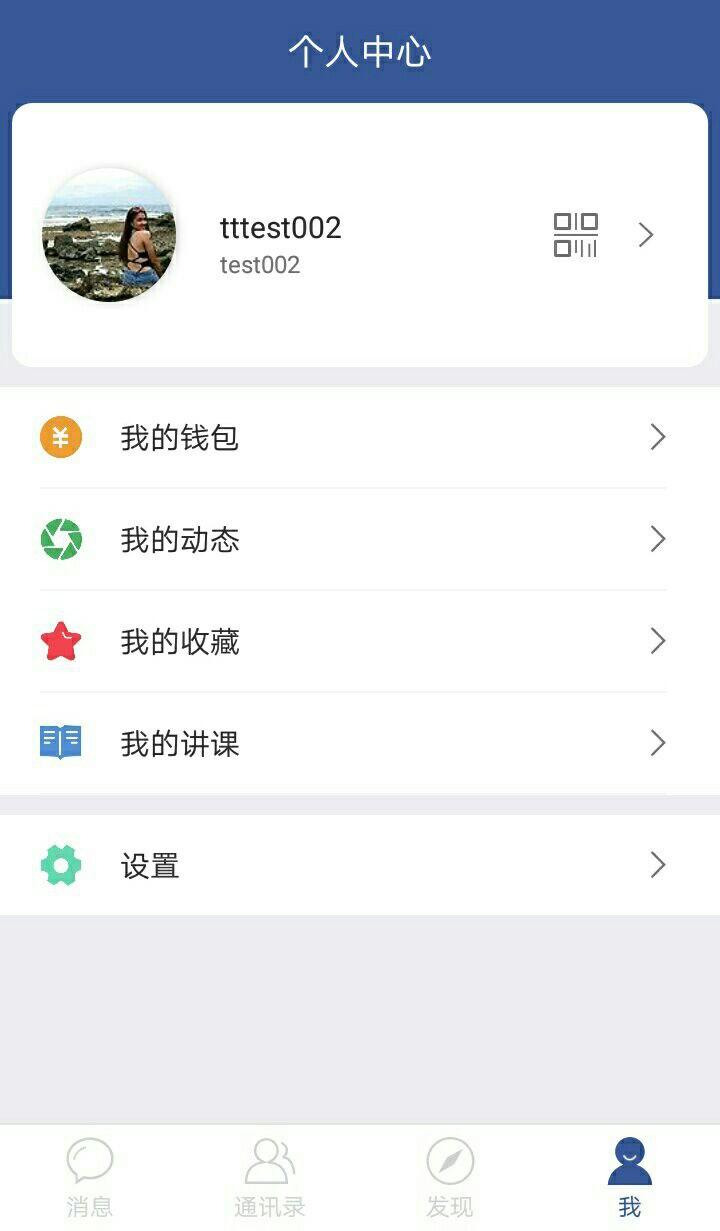 个人中心
tttest002
test002
我的钱包
我的动态
我的收藏
我的讲课
设置
消息
通讯录
发现
我